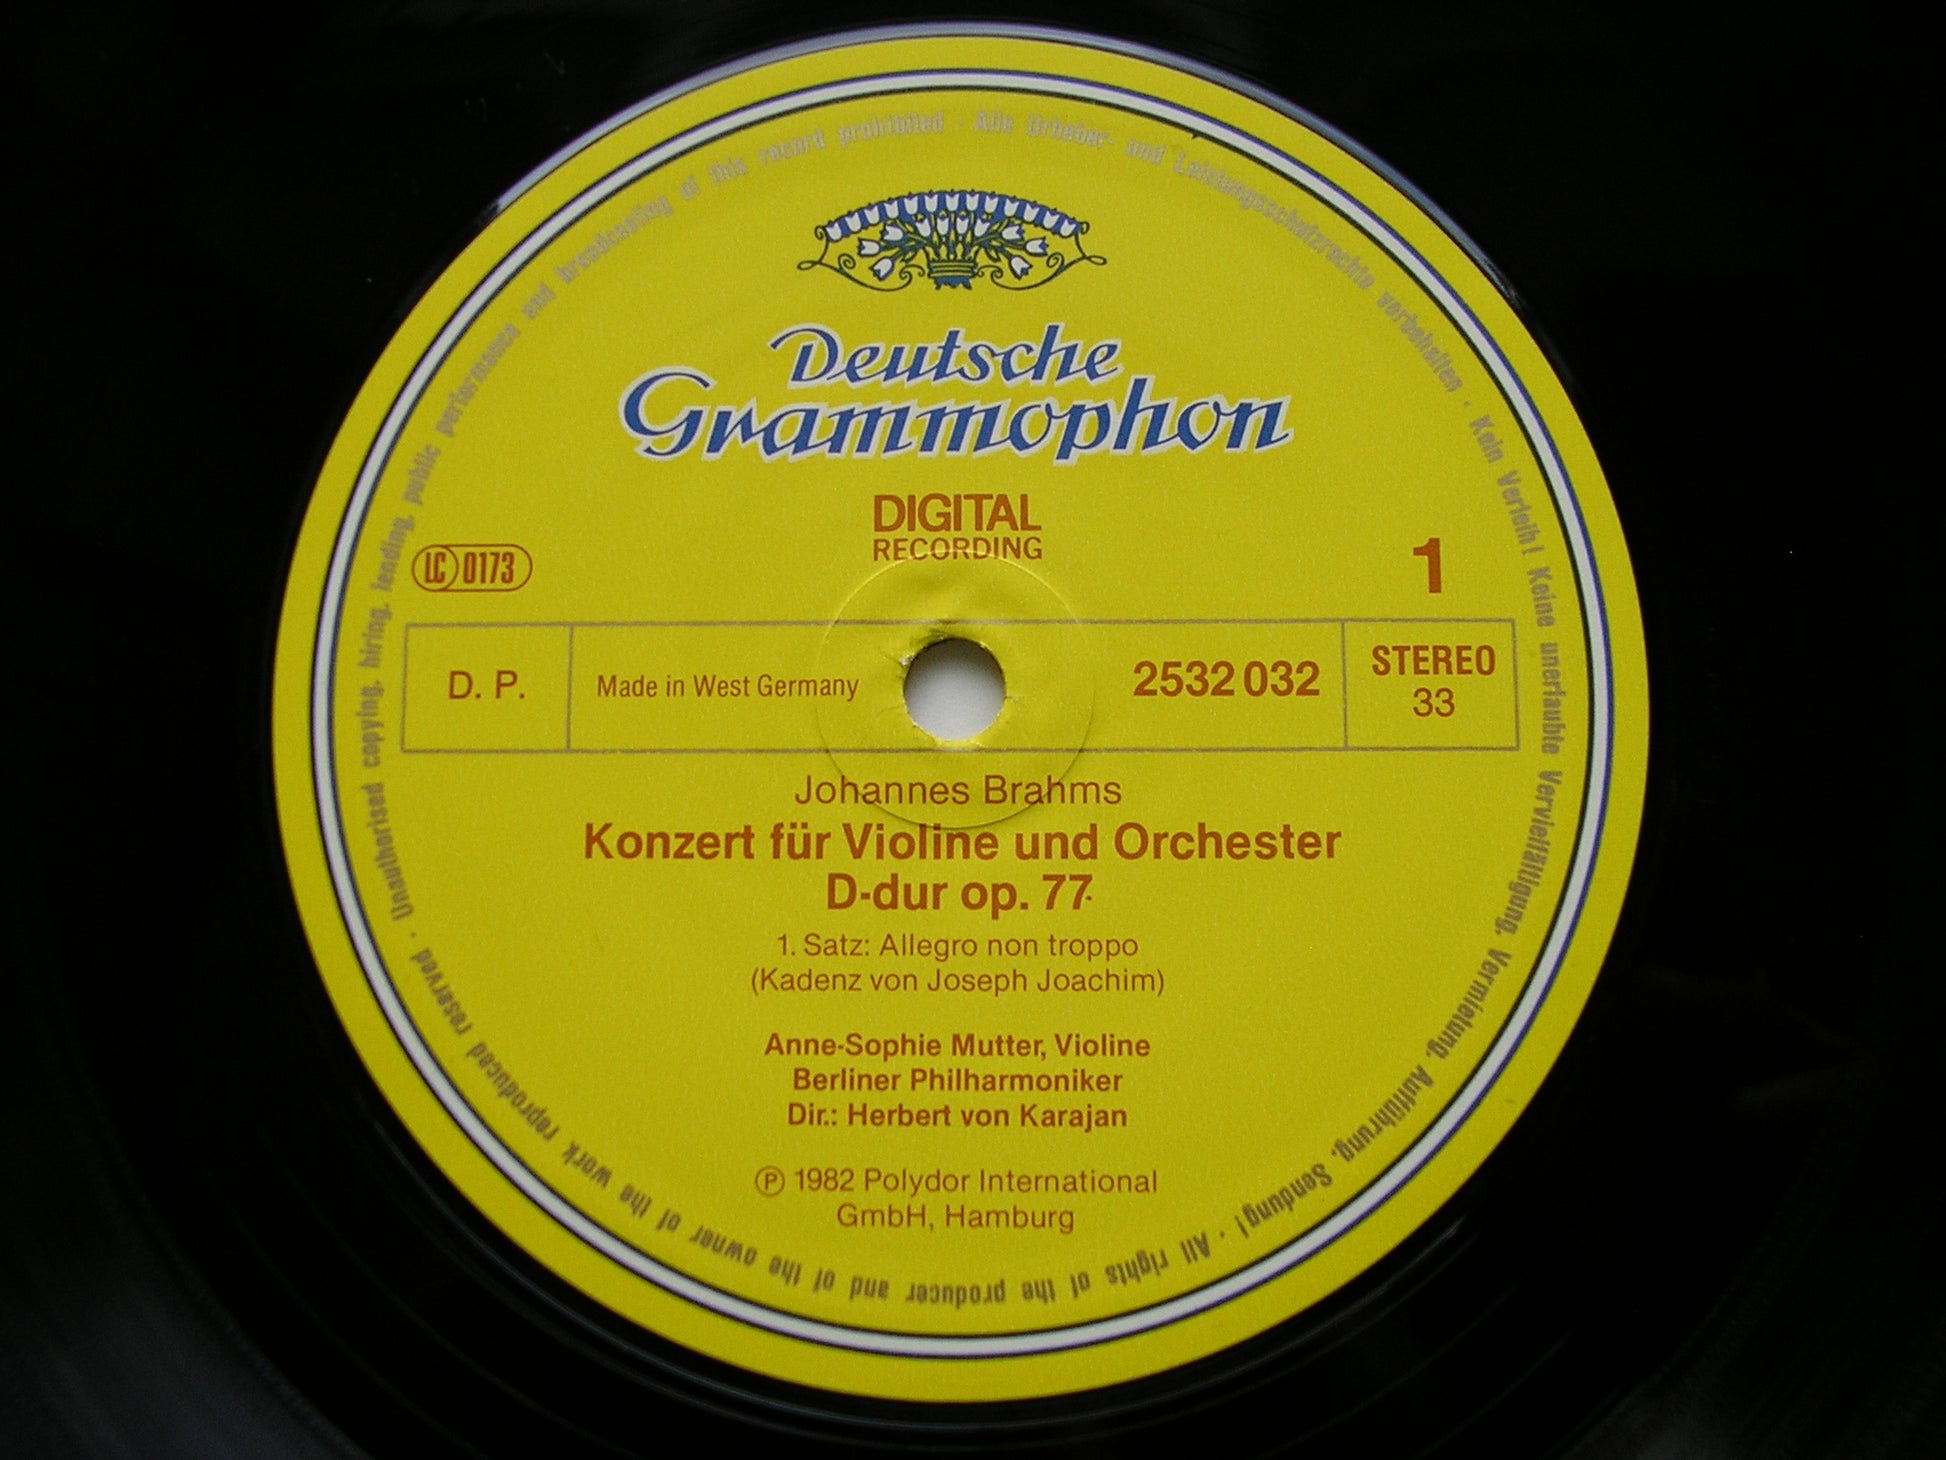 Deutsche
Grammophon
DIGITAL
RECORDING
LC 0173
1
D. P.
Made in West Germany
2532 032
STEREO
33
Johannes Brahms
Konzert für Violine und Orchester
D-dur op. 77
1. Satz: Allegro non troppo
(Kadenz von Joseph Joachim)
Anne-Sophie Mutter, Violine
Berliner Philharmoniker
Dir.: Herbert von Karajan
℗ 1982 Polydor International
GmbH, Hamburg
Alle Urheber- und Leistungsschutzrechte vorbehalten · Kein Verleih! Keine unerlaubte Vervielfältigung, Vermietung, Aufführung, Sendung! · All rights of the producer and of the owner of the work reproduced reserved · Unauthorised copying, hiring, lending, public performance and broadcasting of this record prohibited ·